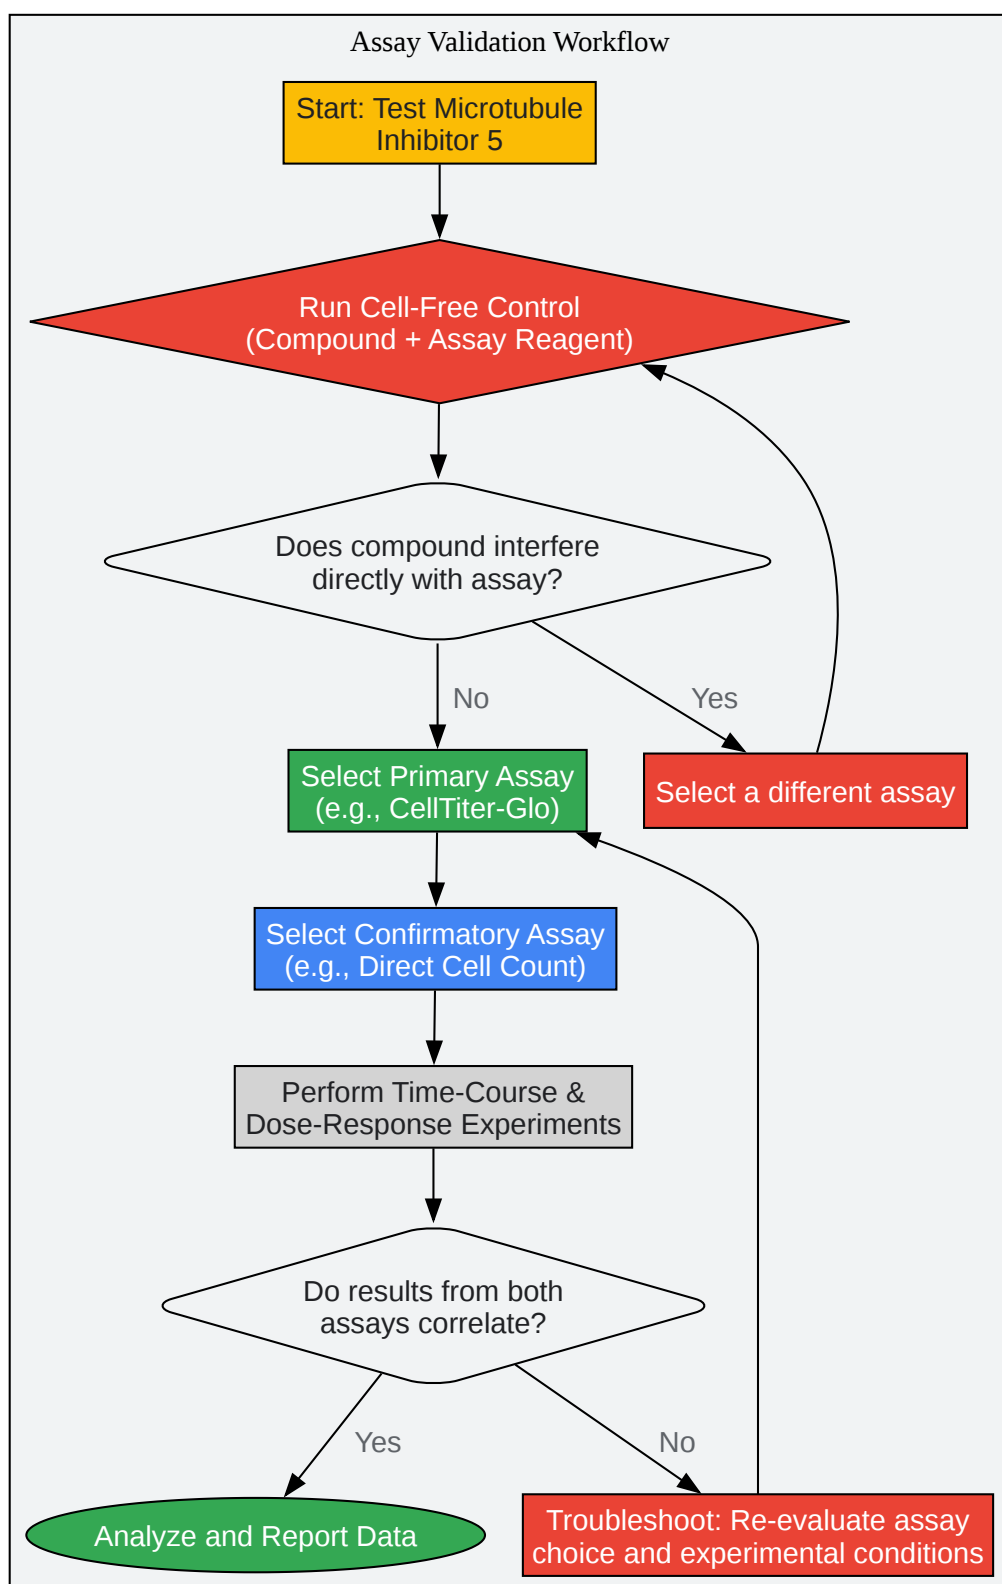 Assay Validation Workflow
Start: Test Microtubule
Inhibitor 5
Run Cell-Free Control
(Compound + Assay Reagent)
Does compound interfere
directly with assay?
No
Yes
Select Primary Assay
(e.g., CellTiter-Glo)
Select a different assay
Select Confirmatory Assay
(e.g., Direct Cell Count)
Perform Time-Course &
Dose-Response Experiments
Do results from both
assays correlate?
Yes
No
Analyze and Report Data
Troubleshoot: Re-evaluate assay
choice and experimental conditions